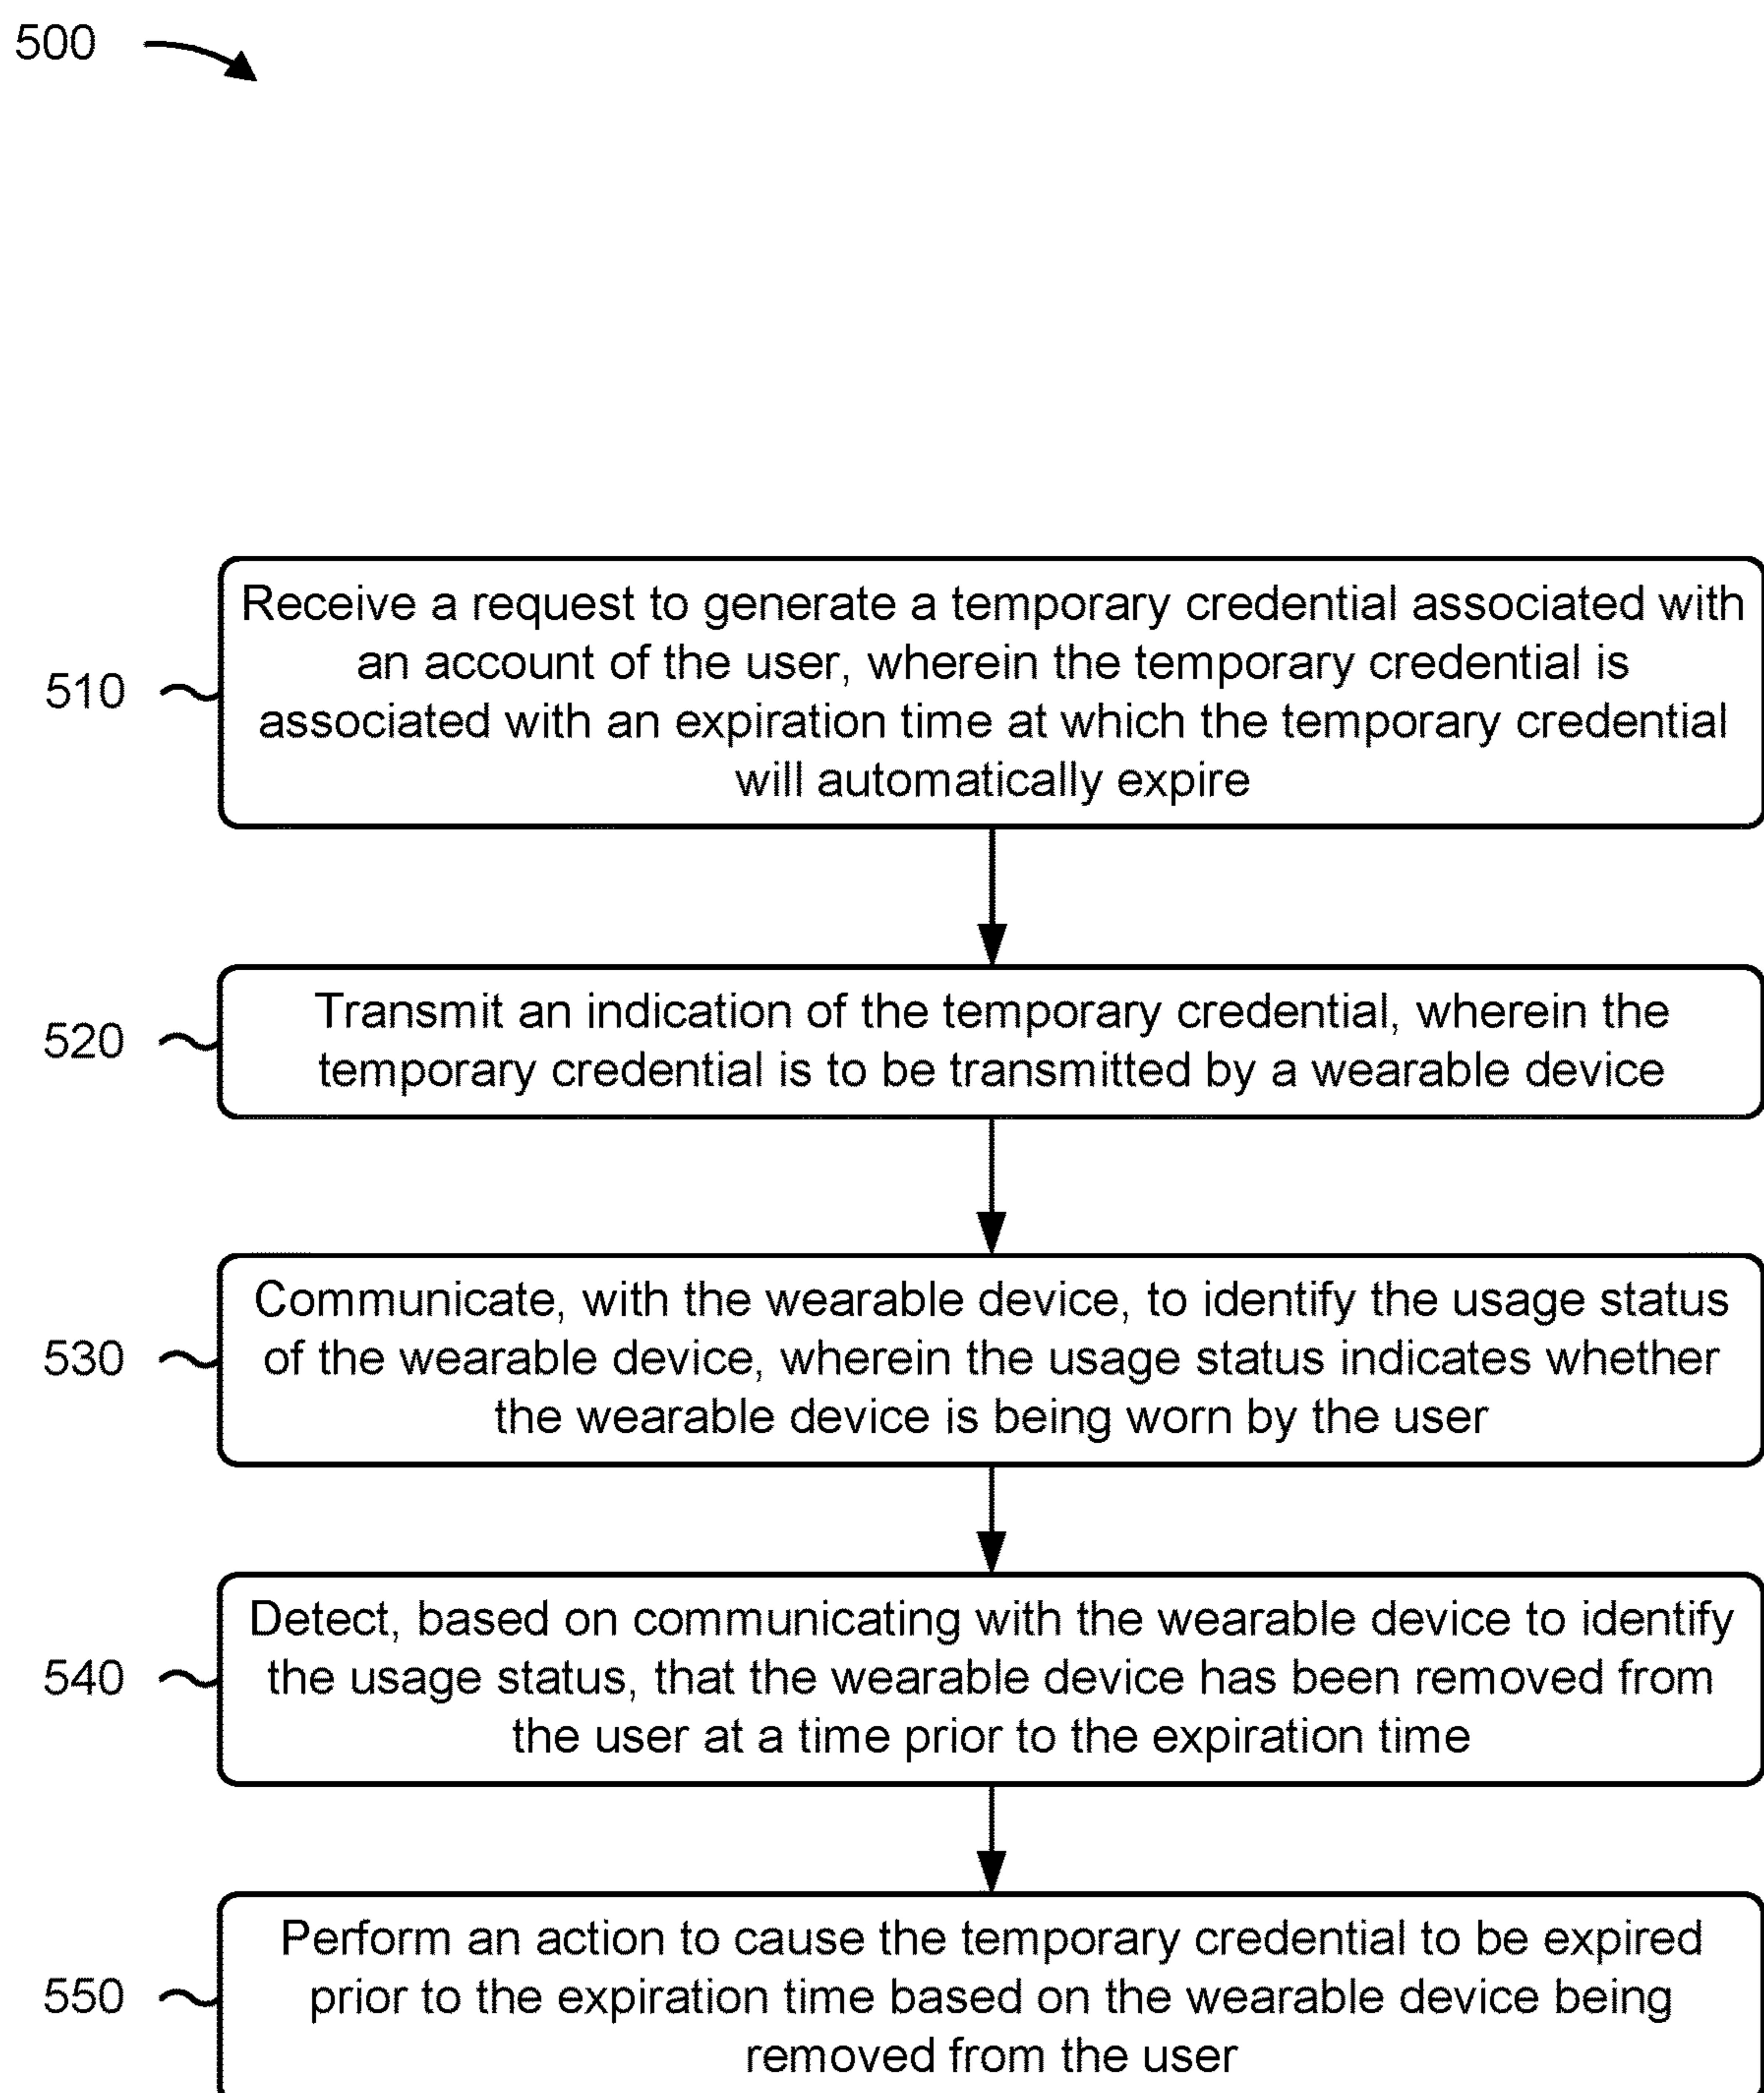 500
Receive a request to generate a temporary credential associated with
an account of the user, wherein the temporary credential is
510
associated with an expiration time at which the temporary credential
will automatically expire
Transmit an indication of the temporary credential, wherein the
520
temporary credential is to be transmitted by a wearable device
Communicate, with the wearable device, to identify the usage status
530
of the wearable device, wherein the usage status indicates whether
the wearable device is being worn by the user
Detect, based on communicating with the wearable device to identify
540
the usage status, that the wearable device has been removed from
the user at a time prior to the expiration time
Perform an action to cause the temporary credential to be expired
550
prior to the expiration time based on the wearable device being
removed from the user